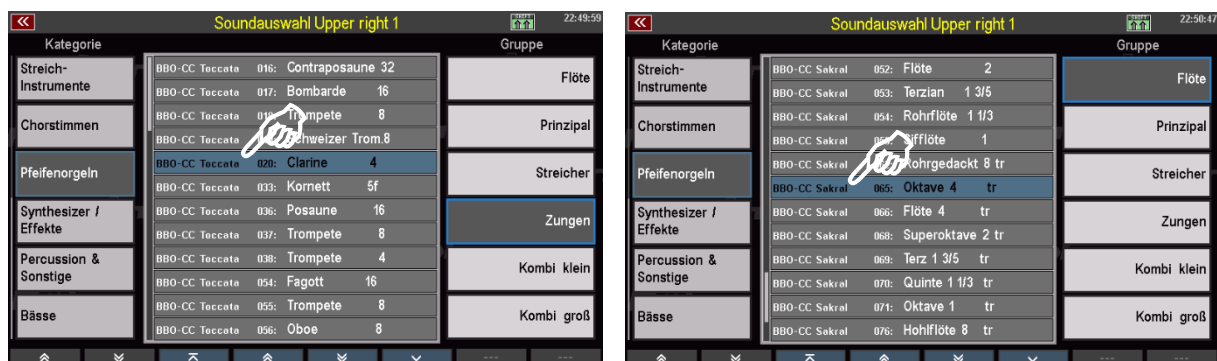 Soundauswahl Upper right 1
22:49:59
Kategorie
Gruppe
Streich-
Instrumente
Chorstimmen
Pfeifenorgeln
Synthesizer /
Effekte
Percussion &
Sonstige
Bässe
BBO-CC Toccata 016: Contraposaune 32
BBO-CC Toccata 017: Bombarde 16
BBO-CC Toccata Trompete 8
BBO-CC Toccata Schweizer Trom.8
BBO-CC Toccata 020: Clarine 4
BBO-CC Toccata 033: Kornett 5f
BBO-CC Toccata 036: Posaune 16
BBO-CC Toccata 037: Trompete 8
BBO-CC Toccata 038: Trompete 4
BBO-CC Toccata 054: Fagott 16
BBO-CC Toccata 055: Trompete 8
BBO-CC Toccata 056: Oboe 8
Flöte
Prinzipal
Streicher
Zungen
Kombi klein
Kombi groß
--- ---
Soundauswahl Upper right 1
22:50:47
Kategorie
Gruppe
Streich-
Instrumente
Chorstimmen
Pfeifenorgeln
Synthesizer /
Effekte
Percussion &
Sonstige
Bässe
BBO-CC Sakral 052: Flöte 2
BBO-CC Sakral 053: Terzian 1 3/5
BBO-CC Sakral 054: Rohrflöte 1 1/3
BBO-CC Sakral Sifflöte 1
BBO-CC Sakral Rohrgedackt 8 tr
BBO-CC Sakral 065: Oktave 4 tr
BBO-CC Sakral 066: Flöte 4 tr
BBO-CC Sakral 068: Superoktave 2 tr
BBO-CC Sakral 069: Terz 1 3/5 tr
BBO-CC Sakral 070: Quinte 1 1/3 tr
BBO-CC Sakral 071: Oktave 1 tr
BBO-CC Sakral 076: Hohlflöte 8 tr
Flöte
Prinzipal
Streicher
Zungen
Kombi klein
Kombi groß
--- ---